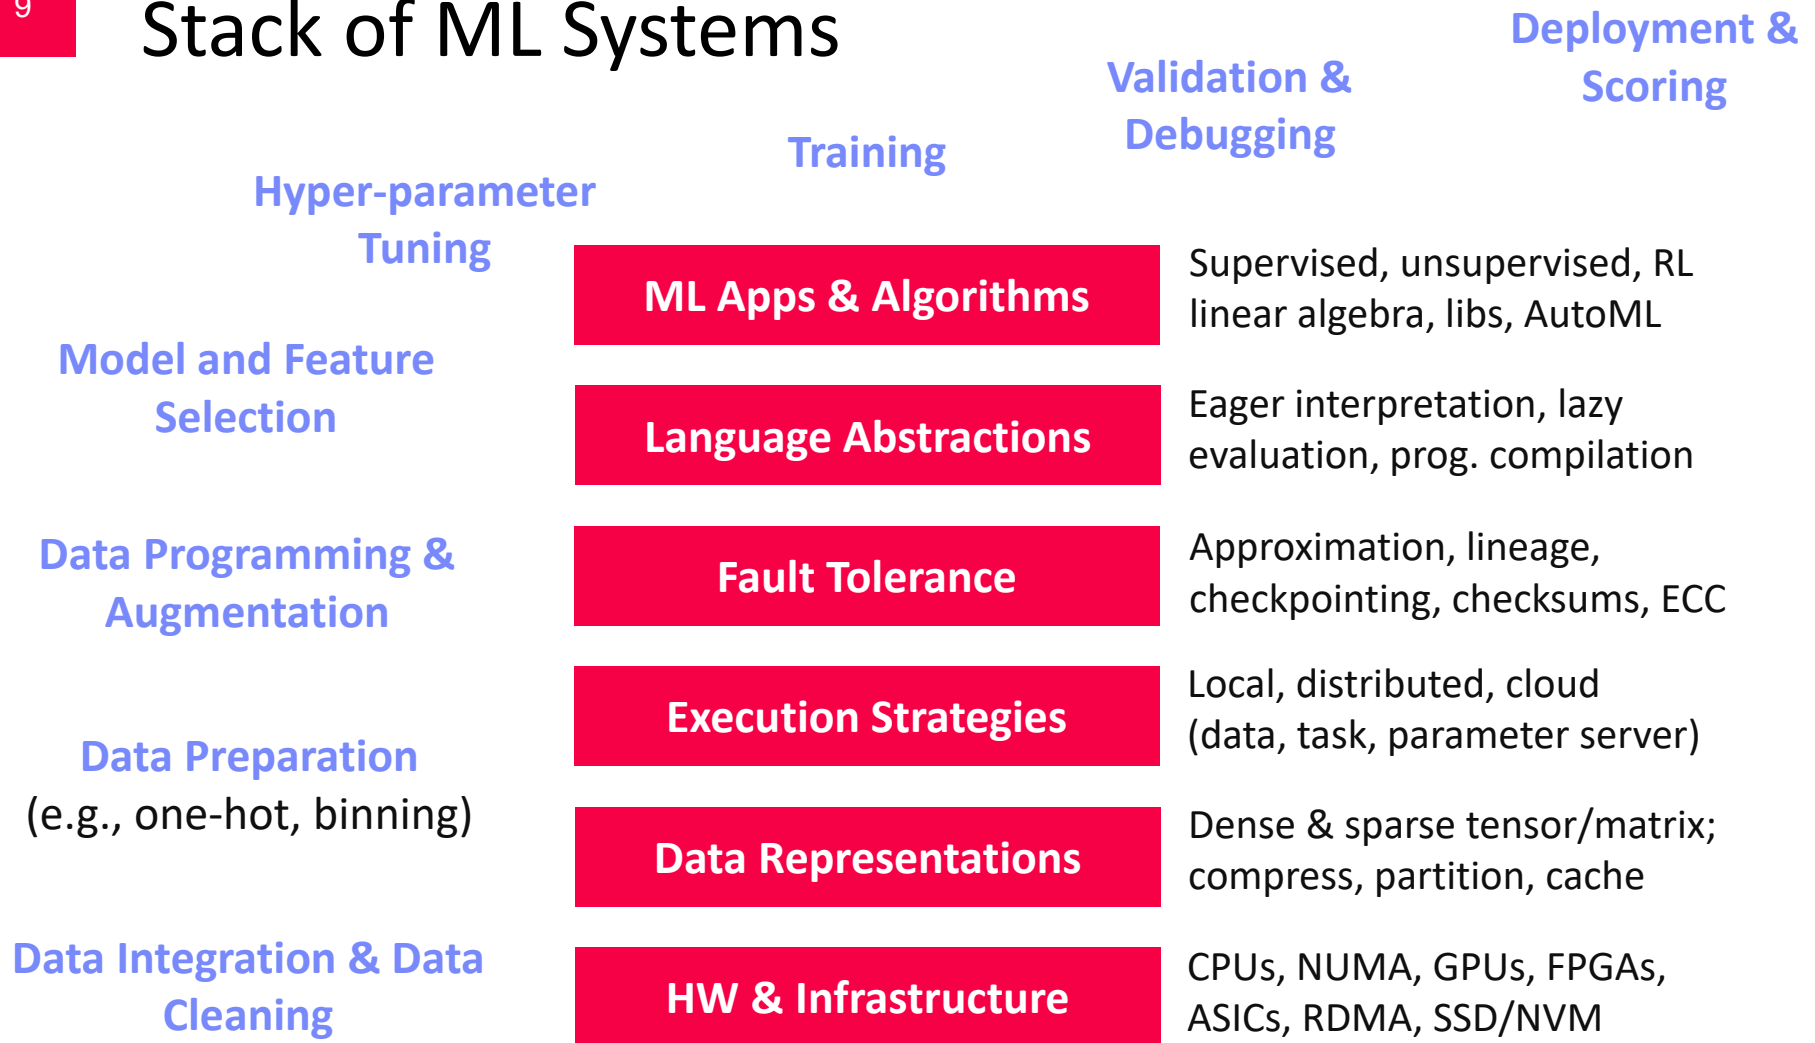 9
Stack of ML Systems
Deployment &
Scoring
Validation &
Debugging
Training
Hyper-parameter
Tuning
Model and Feature
Selection
Data Programming &
Augmentation
Data Preparation
(e.g., one-hot, binning)
Data Integration & Data
Cleaning
ML Apps & Algorithms
Supervised, unsupervised, RL
linear algebra, libs, AutoML
Language Abstractions
Eager interpretation, lazy
evaluation, prog. compilation
Fault Tolerance
Approximation, lineage,
checkpointing, checksums, ECC
Execution Strategies
Local, distributed, cloud
(data, task, parameter server)
Data Representations
Dense & sparse tensor/matrix;
compress, partition, cache
HW & Infrastructure
CPUs, NUMA, GPUs, FPGAs,
ASICs, RDMA, SSD/NVM